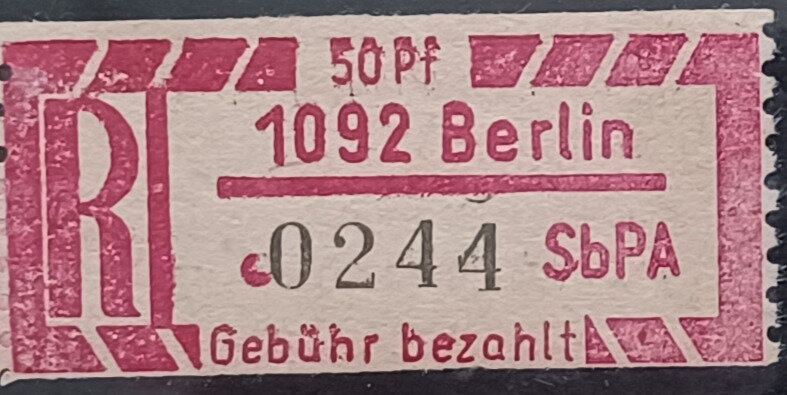 50 Pf
R
1092 Berlin
c 0244 SbPA
Gebühr bezahlt